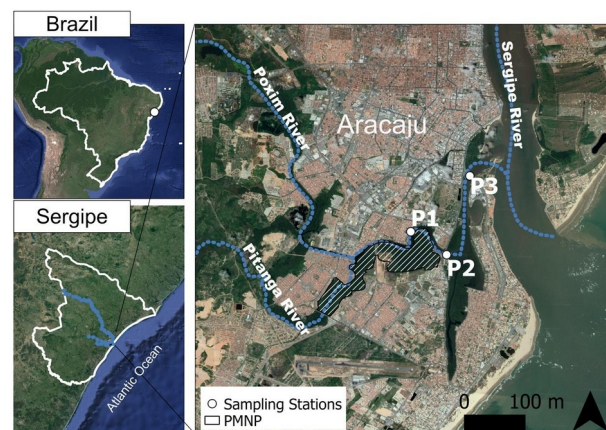 Brazil
Sergipe
Atlantic Ocean
Poxim River
Aracaju
Sergipe River
P1
P2
P3
Pitanga River
Sampling Stations
PMNP
0 100 m